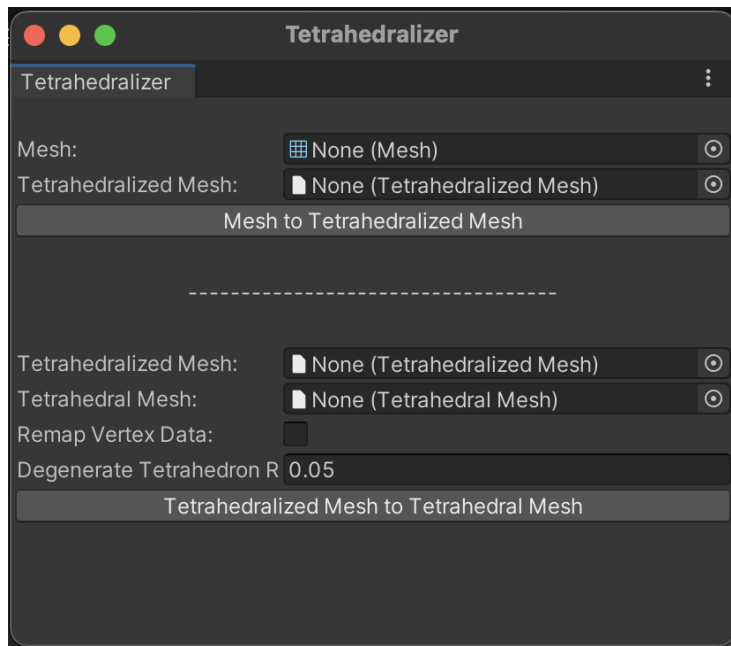 Tetrahedralizer
Tetrahedralizer
Mesh: None (Mesh)
Tetrahedralized Mesh: None (Tetrahedralized Mesh)
Mesh to Tetrahedralized Mesh
-----------------------------------
Tetrahedralized Mesh: None (Tetrahedralized Mesh)
Tetrahedral Mesh: None (Tetrahedral Mesh)
Remap Vertex Data:
Degenerate Tetrahedron R 0.05
Tetrahedralized Mesh to Tetrahedral Mesh